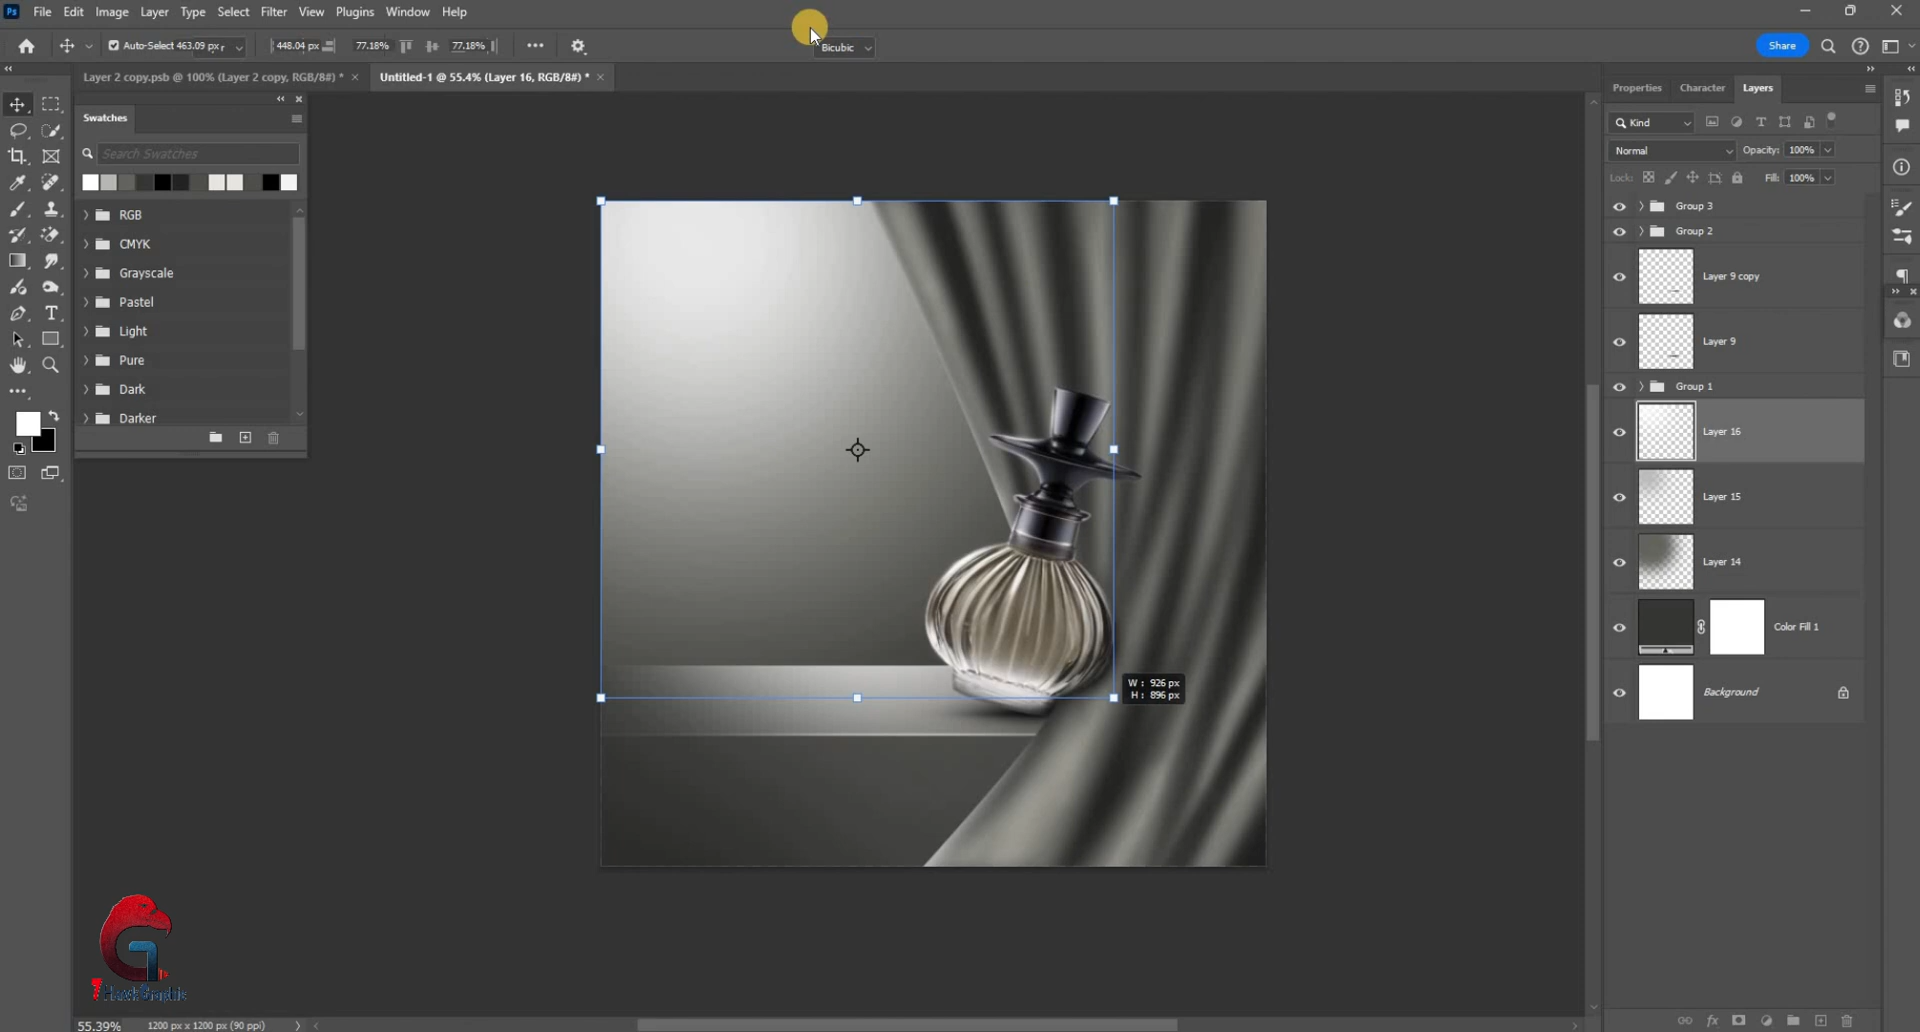 Ps File Edit Image Layer Type Select Filter View Plugins Window Help
Auto-Select 463.09 px 448.04 px 77.18% 77.18% Bicubic Share
Layer 2 copy.psb @ 100% (Layer 2 copy, RGB/8#) *
Untitled-1 @ 55.4% (Layer 16, RGB/8#) *
Swatches
Search Swatches
RGB
CMYK
Grayscale
Pastel
Light
Pure
Dark
Darker
W : 926 px
H : 896 px
Properties Character Layers
Kind
Normal Opacity: 100%
Lock: Fill: 100%
Group 3
Group 2
Layer 9 copy
Layer 9
Group 1
Layer 16
Layer 15
Layer 14
Color Fill 1
Background
fx
55.39% 1200 px x 1200 px (90 ppi)